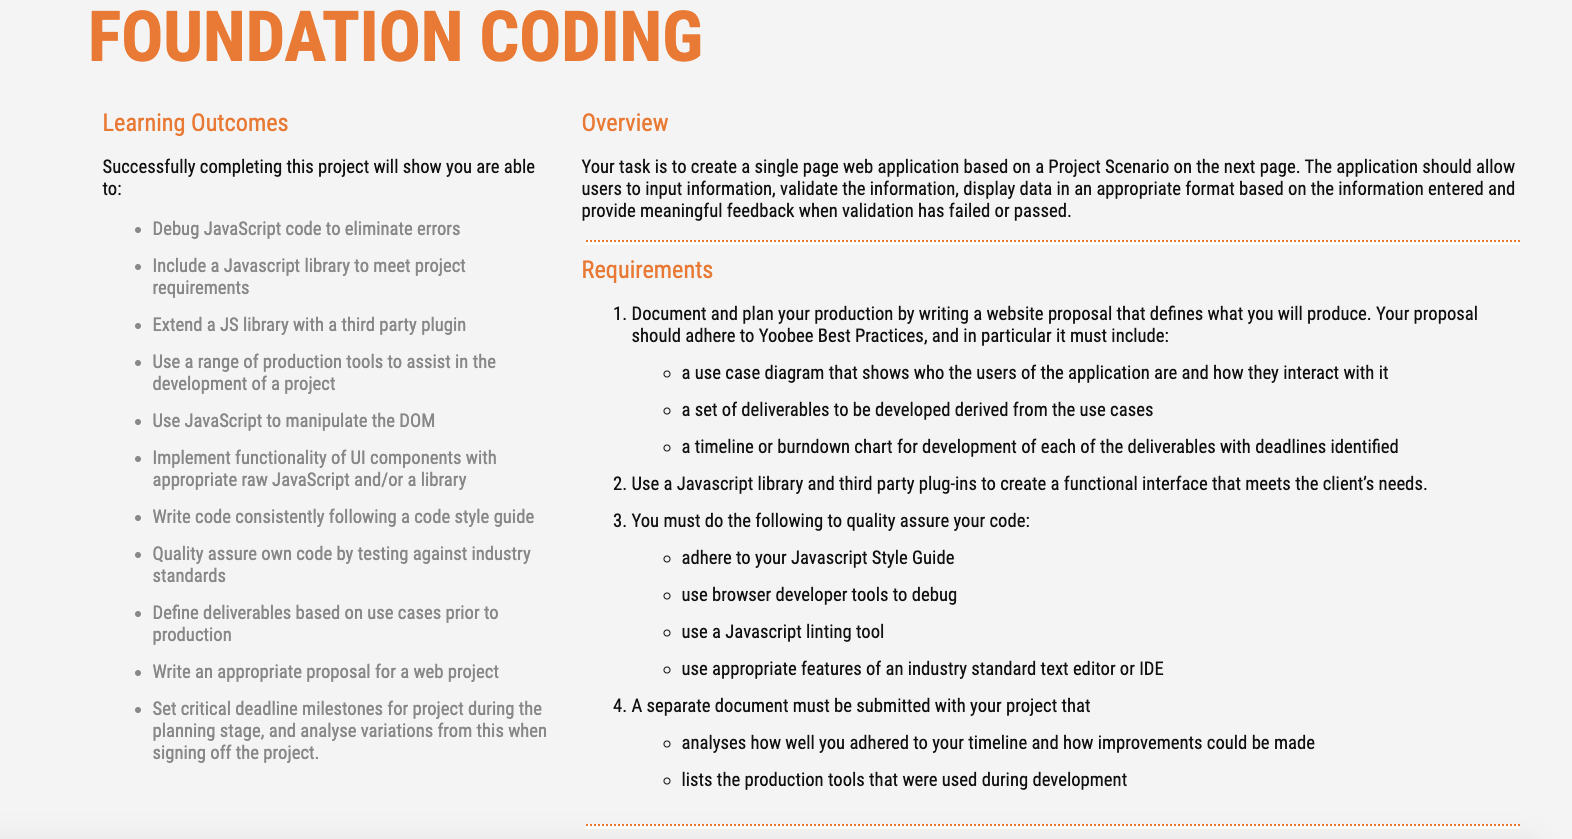 FOUNDATION CODING
Learning Outcomes
Successfully completing this project will show you are able
to:
Debug JavaScript code to eliminate errors
Include a Javascript library to meet project
requirements
Extend a JS library with a third party plugin
Use a range of production tools to assist in the
development of a project
Use JavaScript to manipulate the DOM
Implement functionality of UI components with
appropriate raw JavaScript and/or a library
Write code consistently following a code style guide
Quality assure own code by testing against industry
standards
Define deliverables based on use cases prior to
production
Write an appropriate proposal for a web project
Set critical deadline milestones for project during the
planning stage, and analyse variations from this when
signing off the project.
Overview
Your task is to create a single page web application based on a Project Scenario on the next page. The application should allow
users to input information, validate the information, display data in an appropriate format based on the information entered and
provide meaningful feedback when validation has failed or passed.
Requirements
1. Document and plan your production by writing a website proposal that defines what you will produce. Your proposal
should adhere to Yoobee Best Practices, and in particular it must include:
a use case diagram that shows who the users of the application are and how they interact with it
a set of deliverables to be developed derived from the use cases
a timeline or burndown chart for development of each of the deliverables with deadlines identified
2. Use a Javascript library and third party plug-ins to create a functional interface that meets the client's needs.
3. You must do the following to quality assure your code:
adhere to your Javascript Style Guide
use browser developer tools to debug
use a Javascript linting tool
use appropriate features of an industry standard text editor or IDE
4. A separate document must be submitted with your project that
analyses how well you adhered to your timeline and how improvements could be made
lists the production tools that were used during development